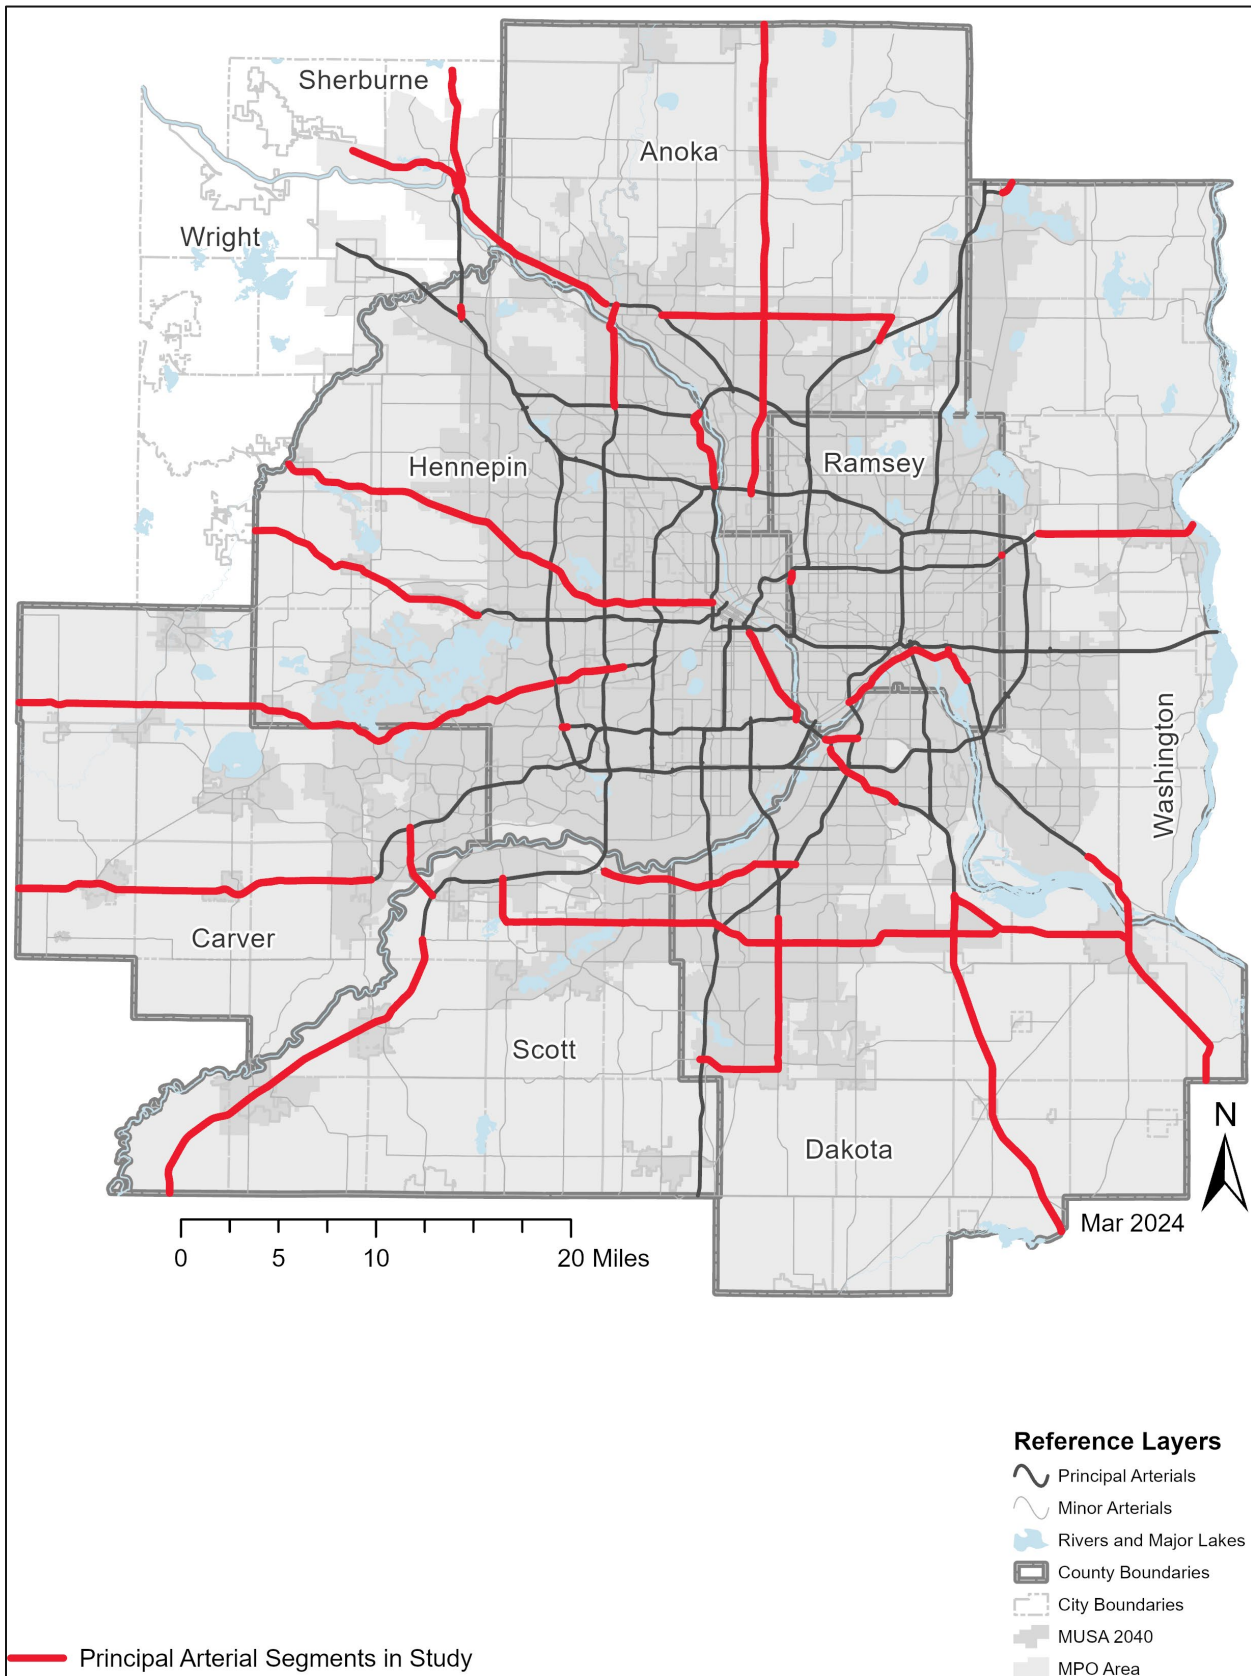 Sherburne
Anoka
Wright
Hennepin
Ramsey
Washington
Carver
Scott
Dakota
N
Mar 2024
0 5 10 20 Miles
Reference Layers
Principal Arterials
Minor Arterials
Rivers and Major Lakes
County Boundaries
City Boundaries
MUSA 2040
MPO Area
Principal Arterial Segments in Study